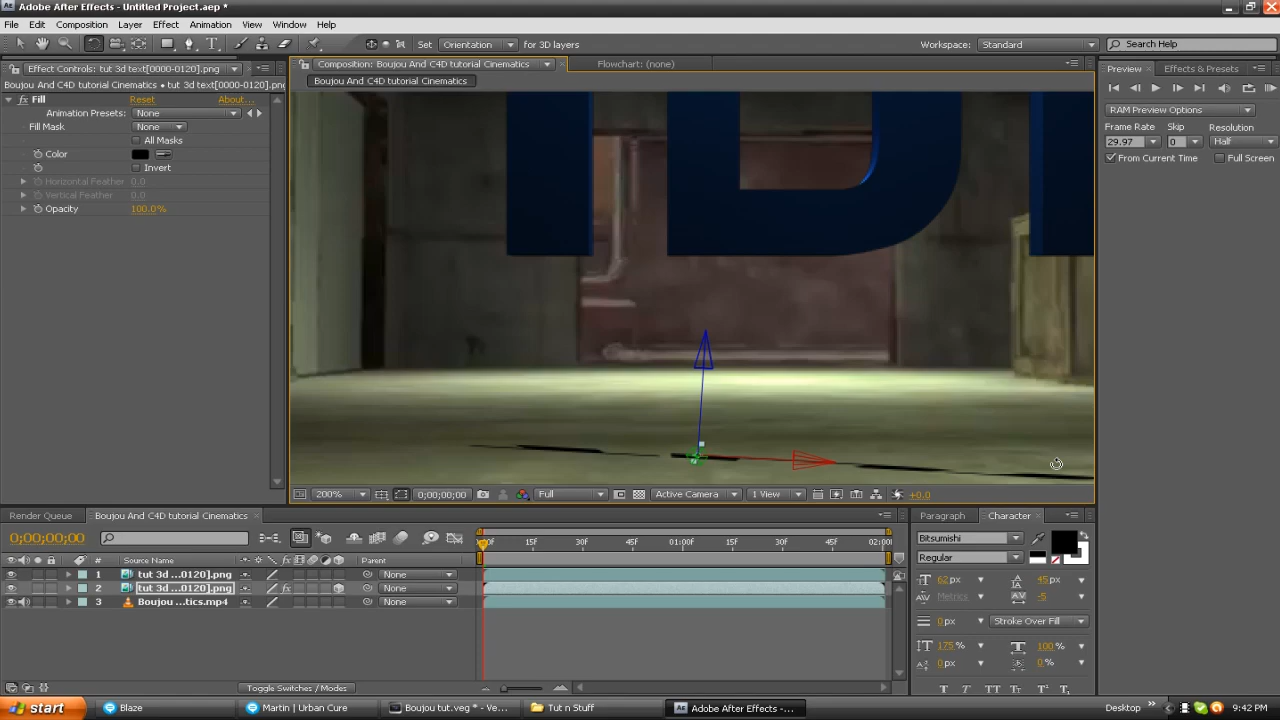 Adobe After Effects - Untitled Project.aep *
File Edit Composition Layer Effect Animation View Window Help
Set Orientation for 3D layers Workspace: Standard Search Help
Effect Controls: tut 3d text[0000-0120].png
Boujou And C4D tutorial Cinematics • tut 3d text[0000-0120].png
fx Fill Reset About...
Animation Presets: None
Fill Mask None
All Masks
Color
Invert
Horizontal Feather 0.0
Vertical Feather 0.0
Opacity 100.0%
Composition: Boujou And C4D tutorial Cinematics Flowchart: (none)
Boujou And C4D tutorial Cinematics
200% 0;00;00;00 Full Active Camera 1 View +0.0
Preview Effects & Presets
RAM Preview Options
Frame Rate Skip Resolution
29.97 0 Half
From Current Time Full Screen
Render Queue Boujou And C4D tutorial Cinematics
0;00;00;00
00f 15f 30f 45f 01:00f 15f 30f 45f 02:00f
# Source Name Parent
1 tut 3d ...0120].png None
2 tut 3d ...0120].png fx None
3 Boujou ...tics.mp4 None
Toggle Switches / Modes
Paragraph Character
Bitsumishi
Regular
62 px 45 px
Metrics -5
0 px Stroke Over Fill
175 % 100 %
0 px 0 %
T T TT Tt T¹ T₁
start Blaze Martin | Urban Cure Boujou tut.veg * - Ve... Tut n Stuff Adobe After Effects -... Desktop 9:42 PM